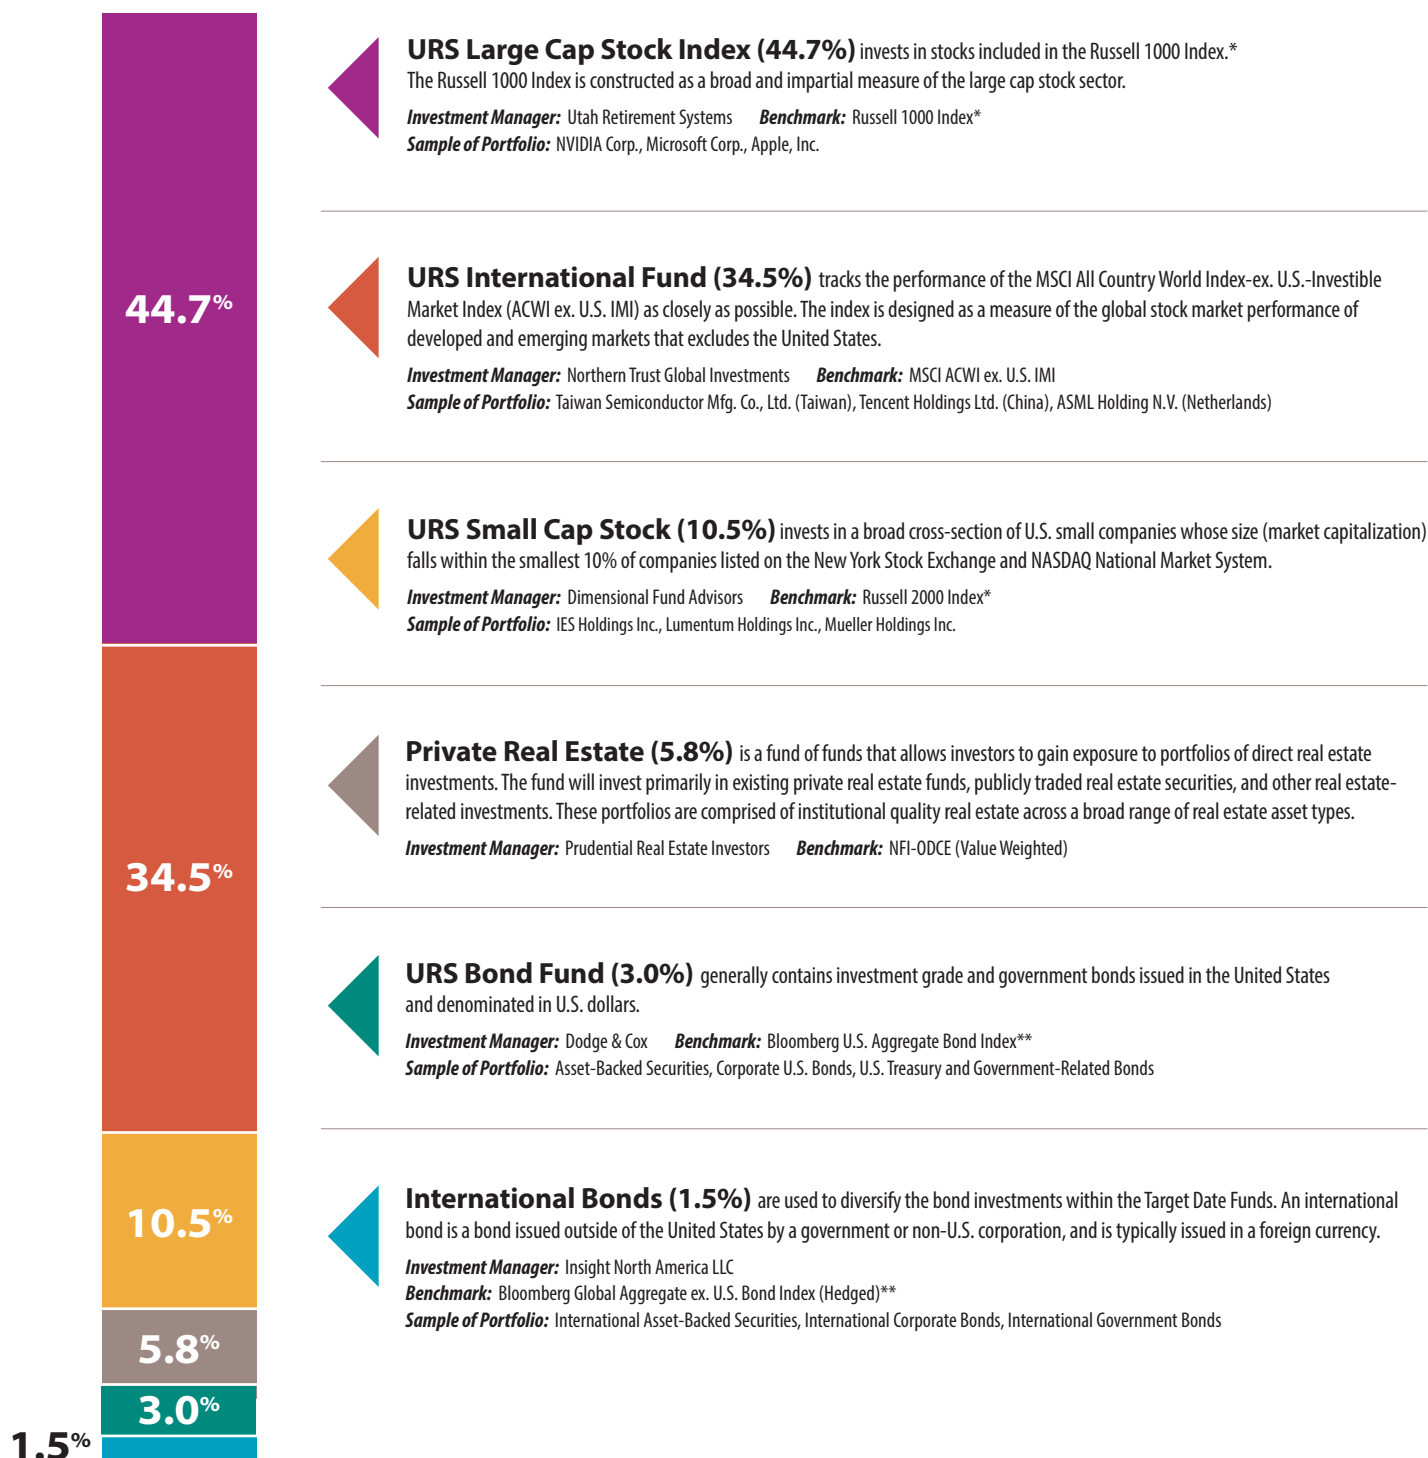 URS Large Cap Stock Index (44.7%) invests in stocks included in the Russell 1000 Index.*
The Russell 1000 Index is constructed as a broad and impartial measure of the large cap stock sector.
Investment Manager: Utah Retirement Systems Benchmark: Russell 1000 Index*
Sample of Portfolio: NVIDIA Corp., Microsoft Corp., Apple, Inc.
44.7%
URS International Fund (34.5%) tracks the performance of the MSCI All Country World Index-ex. U.S.-Investible
Market Index (ACWI ex. U.S. IMI) as closely as possible. The index is designed as a measure of the global stock market performance of
developed and emerging markets that excludes the United States.
Investment Manager: Northern Trust Global Investments Benchmark: MSCI ACWI ex. U.S. IMI
Sample of Portfolio: Taiwan Semiconductor Mfg. Co., Ltd. (Taiwan), Tencent Holdings Ltd. (China), ASML Holding N.V. (Netherlands)
URS Small Cap Stock (10.5%) invests in a broad cross-section of U.S. small companies whose size (market capitalization)
falls within the smallest 10% of companies listed on the New York Stock Exchange and NASDAQ National Market System.
Investment Manager: Dimensional Fund Advisors Benchmark: Russell 2000 Index*
Sample of Portfolio: IES Holdings Inc., Lumentum Holdings Inc., Mueller Holdings Inc.
Private Real Estate (5.8%) is a fund of funds that allows investors to gain exposure to portfolios of direct real estate
investments. The fund will invest primarily in existing private real estate funds, publicly traded real estate securities, and other real estate-
related investments. These portfolios are comprised of institutional quality real estate across a broad range of real estate asset types.
Investment Manager: Prudential Real Estate Investors Benchmark: NFI-ODCE (Value Weighted)
34.5%
URS Bond Fund (3.0%) generally contains investment grade and government bonds issued in the United States
and denominated in U.S. dollars.
Investment Manager: Dodge & Cox Benchmark: Bloomberg U.S. Aggregate Bond Index**
Sample of Portfolio: Asset-Backed Securities, Corporate U.S. Bonds, U.S. Treasury and Government-Related Bonds
International Bonds (1.5%) are used to diversify the bond investments within the Target Date Funds. An international
bond is a bond issued outside of the United States by a government or non-U.S. corporation, and is typically issued in a foreign currency.
Investment Manager: Insight North America LLC
Benchmark: Bloomberg Global Aggregate ex. U.S. Bond Index (Hedged)**
Sample of Portfolio: International Asset-Backed Securities, International Corporate Bonds, International Government Bonds
10.5%
5.8%
3.0%
1.5%